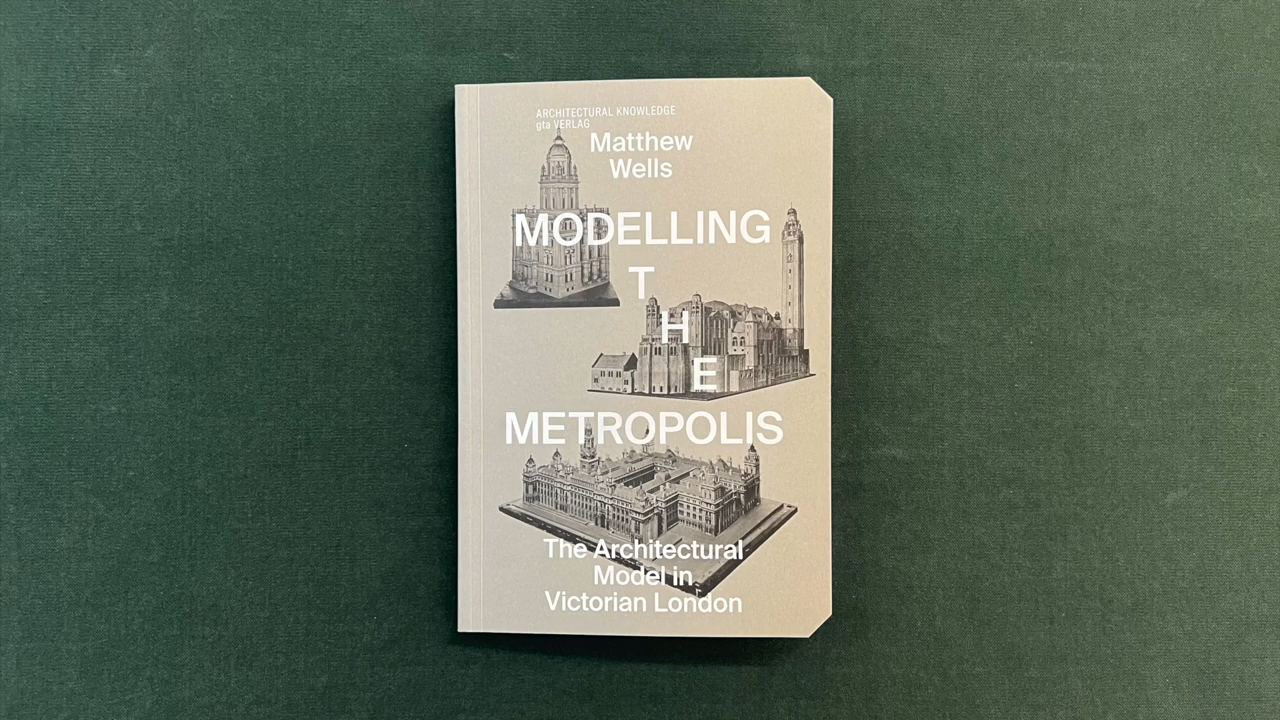 ARCHITECTURAL KNOWLEDGE
gta VERLAG
Matthew
Wells
MODELLING
T
H
E
METROPOLIS
The Architectural
Model in
Victorian London